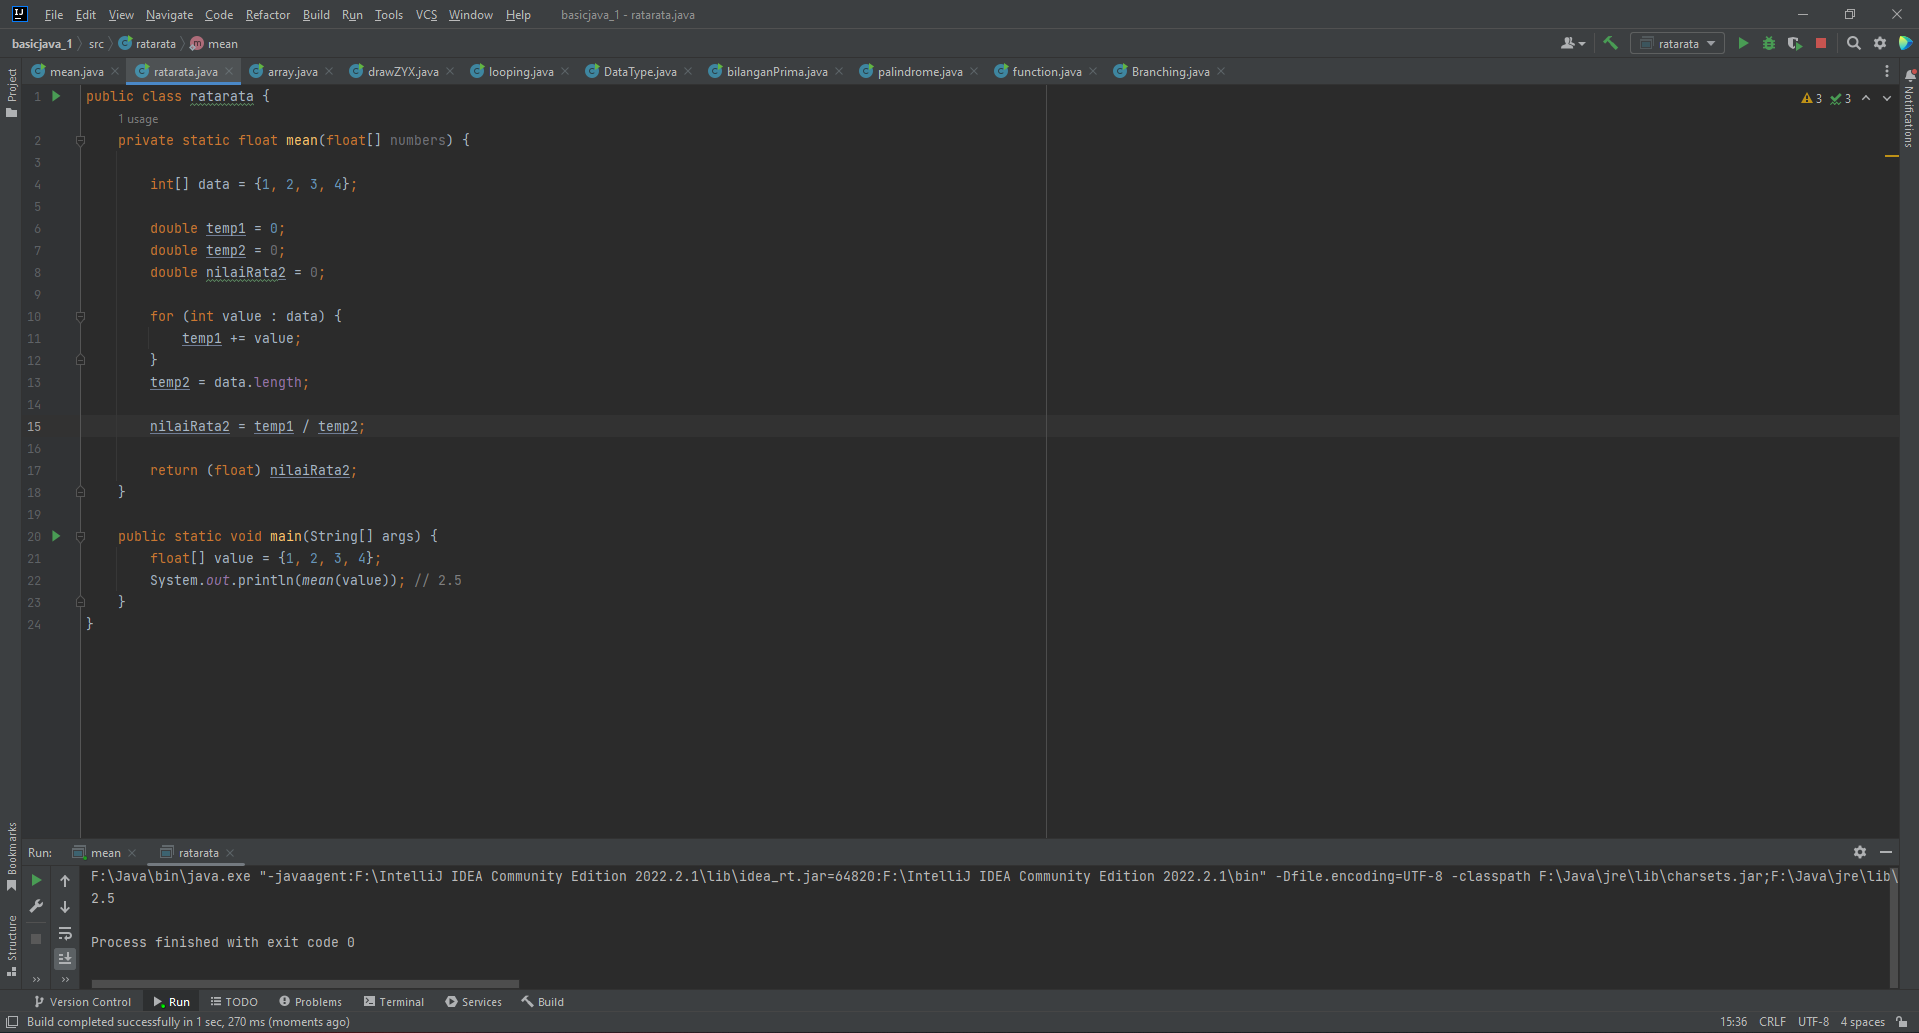 File Edit View Navigate Code Refactor Build Run Tools VCS Window Help basicjava_1 - ratarata.java
basicjava_1 src ratarata mean ratarata
mean.java ratarata.java array.java drawZYX.java looping.java DataType.java bilanganPrima.java palindrome.java function.java Branching.java
Project
Notifications
3 3
1 public class ratarata {
1 usage
2 private static float mean(float[] numbers) {
3
4 int[] data = {1, 2, 3, 4};
5
6 double temp1 = 0;
7 double temp2 = 0;
8 double nilaiRata2 = 0;
9
10 for (int value : data) {
11 temp1 += value;
12 }
13 temp2 = data.length;
14
15 nilaiRata2 = temp1 / temp2;
16
17 return (float) nilaiRata2;
18 }
19
20 public static void main(String[] args) {
21 float[] value = {1, 2, 3, 4};
22 System.out.println(mean(value)); // 2.5
23 }
24 }
Bookmarks
Structure
Run: mean ratarata
F:\Java\bin\java.exe "-javaagent:F:\IntelliJ IDEA Community Edition 2022.2.1\lib\idea_rt.jar=64820:F:\IntelliJ IDEA Community Edition 2022.2.1\bin" -Dfile.encoding=UTF-8 -classpath F:\Java\jre\lib\charsets.jar;F:\Java\jre\lib\
2.5
Process finished with exit code 0
Version Control Run TODO Problems Terminal Services Build
Build completed successfully in 1 sec, 270 ms (moments ago) 15:36 CRLF UTF-8 4 spaces